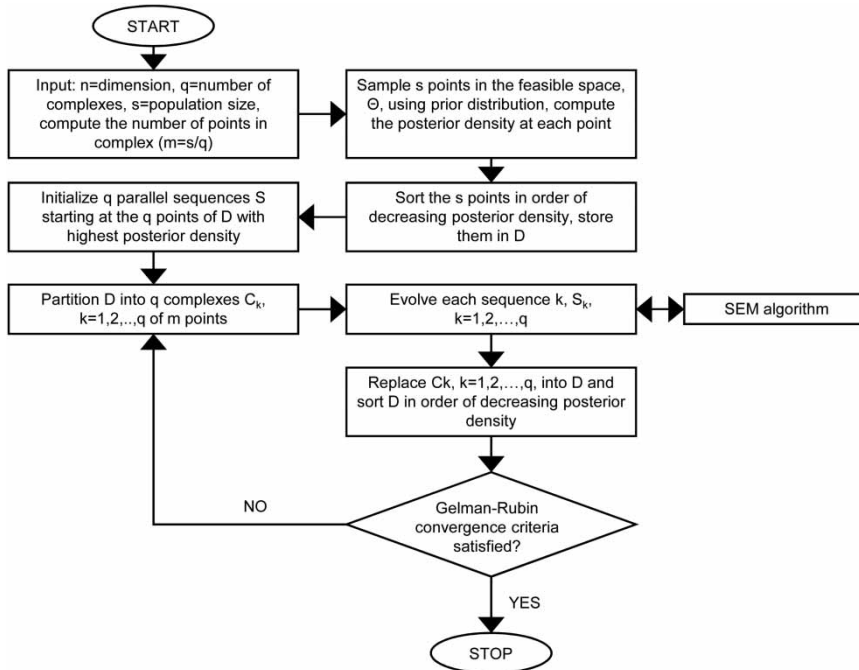 START
Input: n=dimension, q=number of
complexes, s=population size,
compute the number of points in
complex (m=s/q)
Sample s points in the feasible space,
Θ, using prior distribution, compute
the posterior density at each point
Sort the s points in order of
decreasing posterior density, store
them in D
Initialize q parallel sequences S
starting at the q points of D with
highest posterior density
Partition D into q complexes Cₖ,
k=1,2,..,q of m points
Evolve each sequence k, Sₖ,
k=1,2,…,q
SEM algorithm
Replace Ck, k=1,2,…,q, into D and
sort D in order of decreasing posterior
density
Gelman-Rubin
convergence criteria
satisfied?
NO
YES
STOP